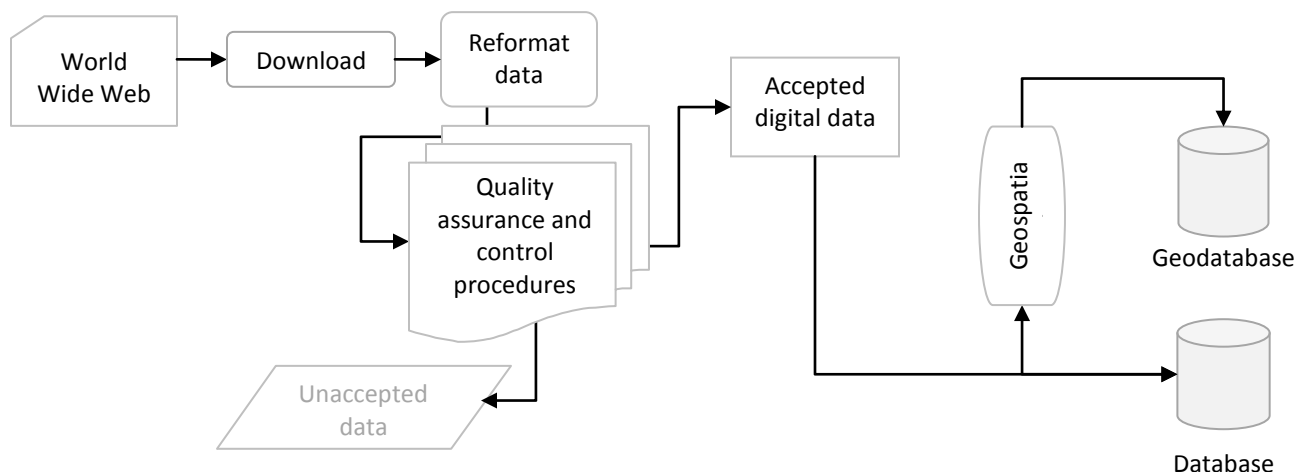 World
Wide Web
Download
Reformat
data
Quality
assurance and
control
procedures
Unaccepted
data
Accepted
digital data
Geospatia
Geodatabase
Database